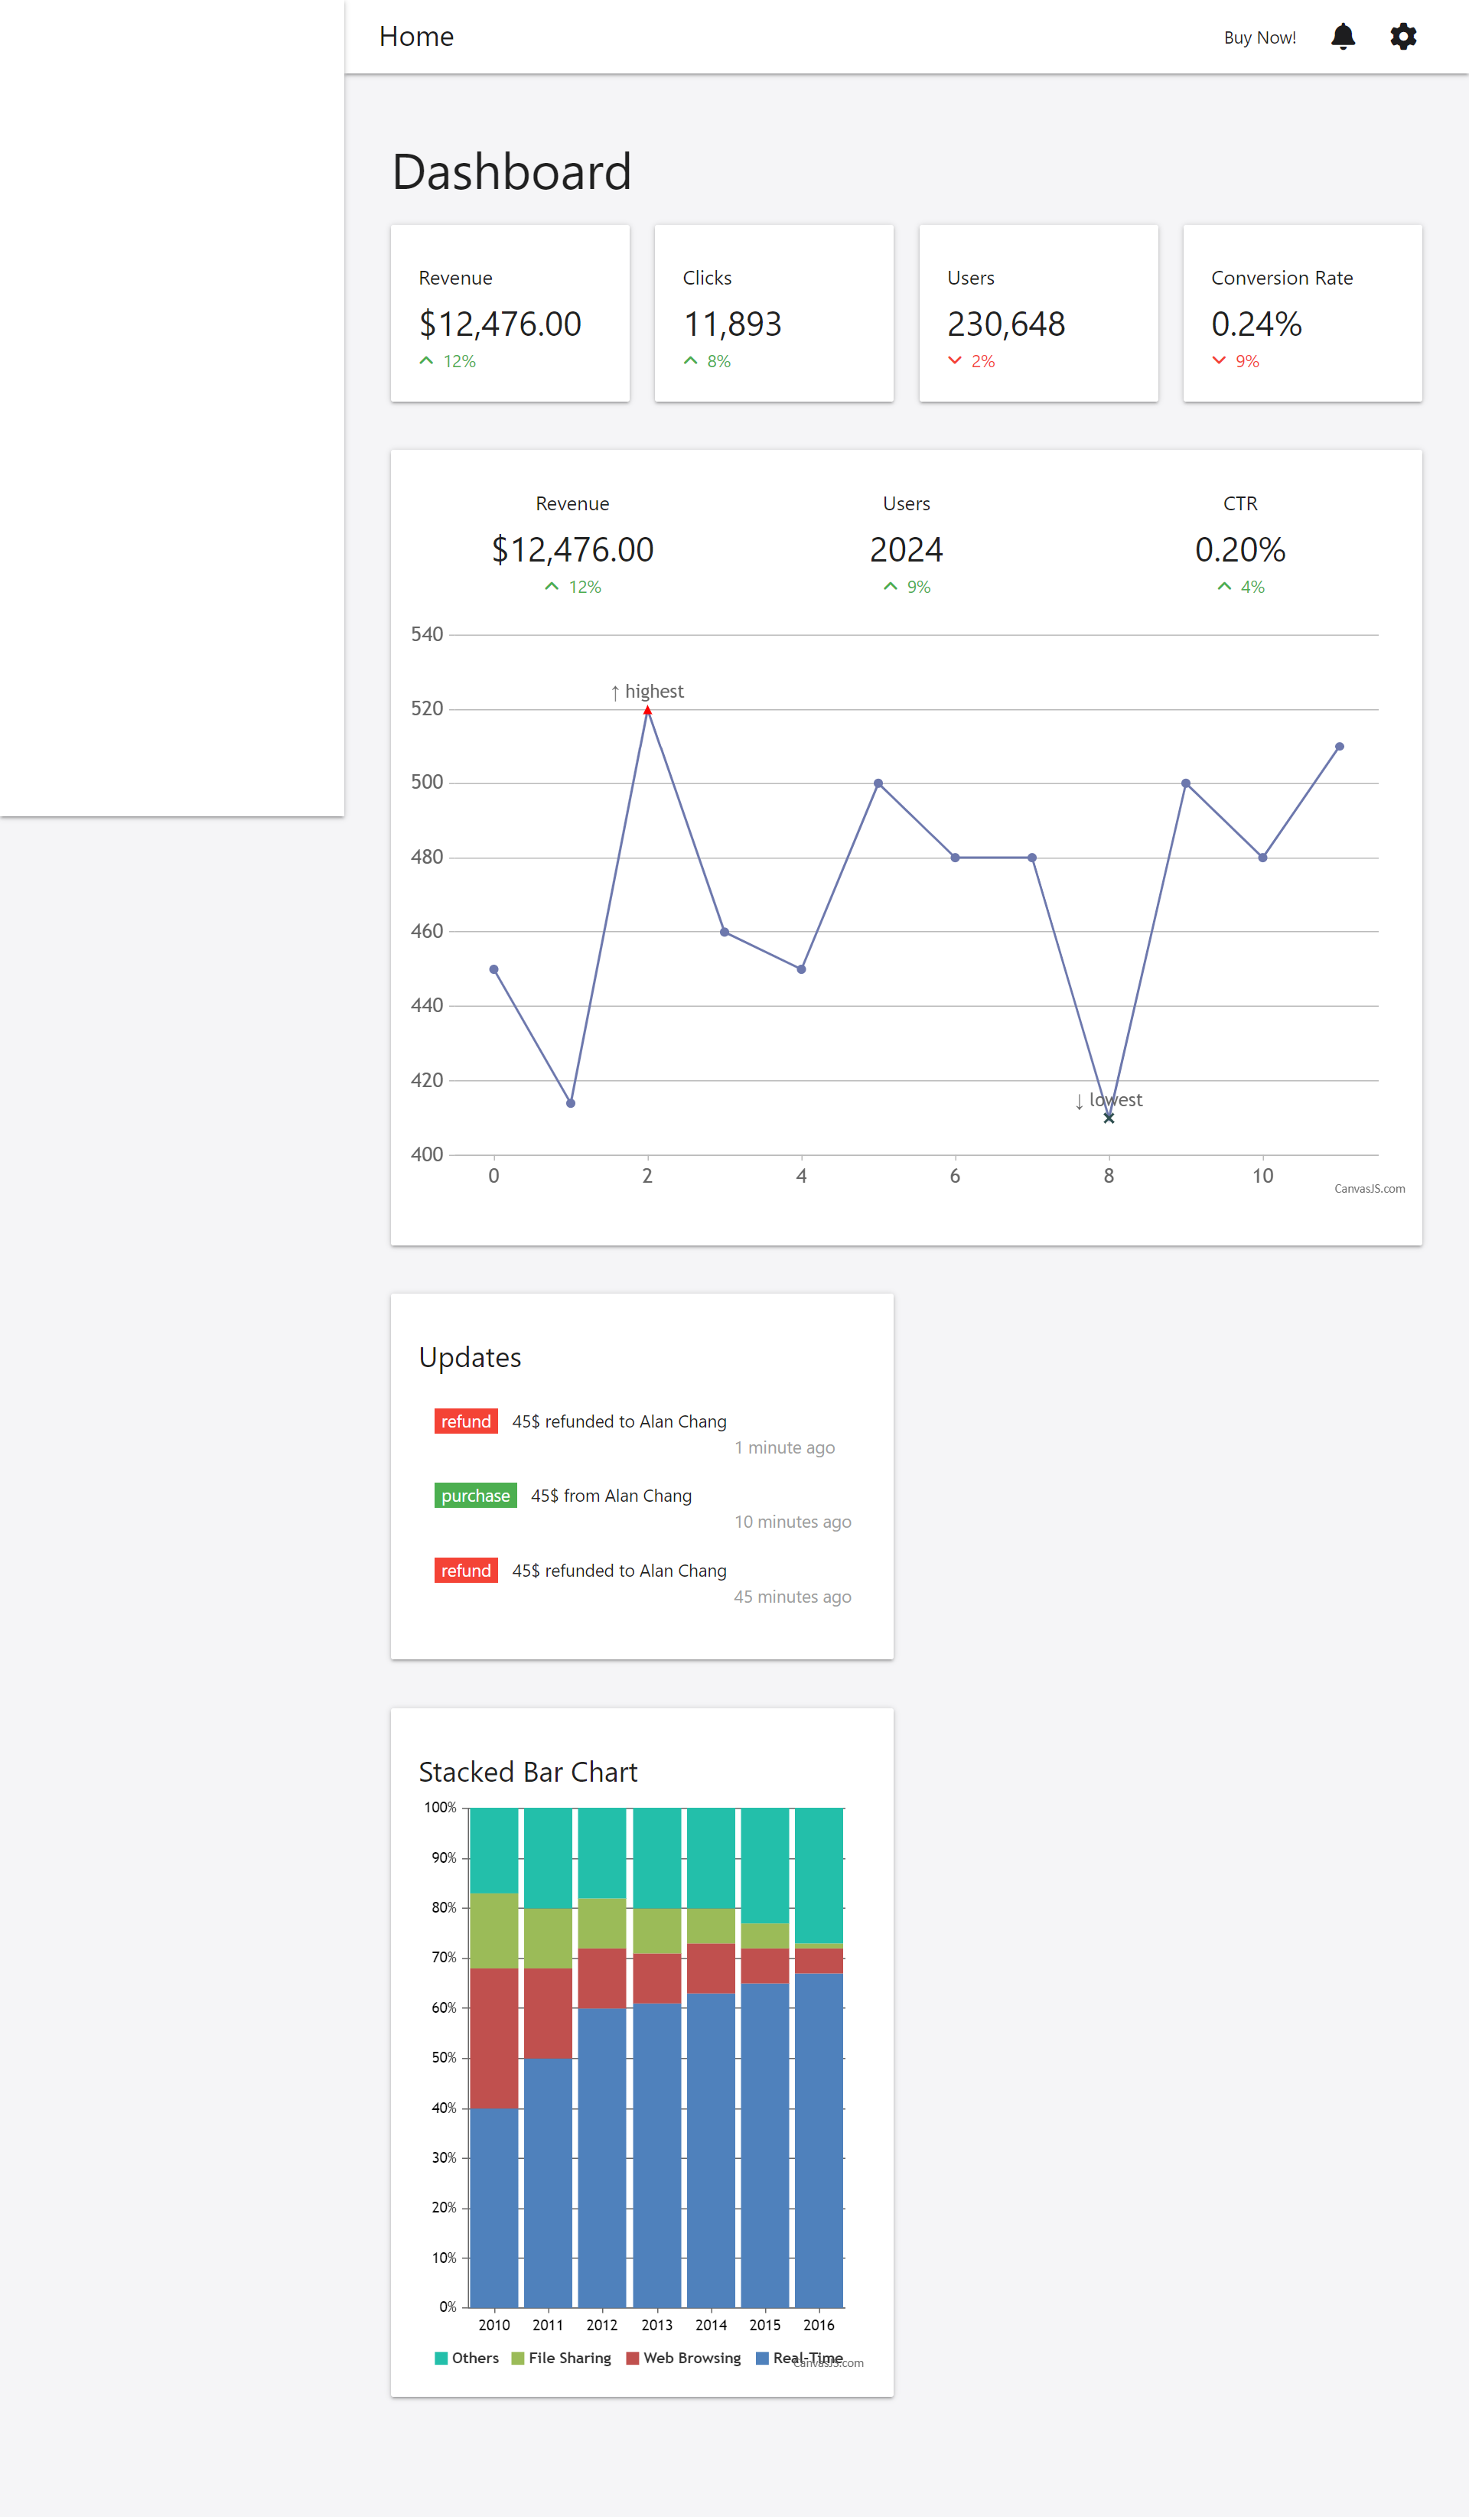 Home
Buy Now!
Dashboard
Revenue
$12,476.00
12%
Clicks
11,893
8%
Users
230,648
2%
Conversion Rate
0.24%
9%
Revenue
$12,476.00
12%
Users
2024
9%
CTR
0.20%
4%
540
↑ highest
520
500
480
460
440
420
↓ lowest
400
0 2 4 6 8 10
CanvasJS.com
Updates
refund 45$ refunded to Alan Chang
1 minute ago
purchase 45$ from Alan Chang
10 minutes ago
refund 45$ refunded to Alan Chang
45 minutes ago
Stacked Bar Chart
100%
90%
80%
70%
60%
50%
40%
30%
20%
10%
0%
2010 2011 2012 2013 2014 2015 2016
Others File Sharing Web Browsing Real-Time
CanvasJS.com